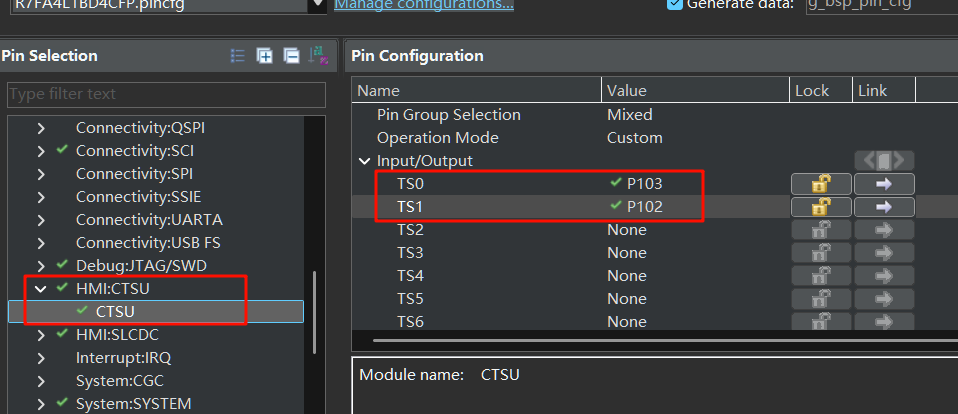 R7FA4L1BD4CFP.pincfg
Manage configurations...
Generate data:
g_bsp_pin_cfg
Pin Selection
Type filter text
Connectivity:QSPI
Connectivity:SCI
Connectivity:SPI
Connectivity:SSIE
Connectivity:UARTA
Connectivity:USB FS
Debug:JTAG/SWD
HMI:CTSU
CTSU
HMI:SLCDC
Interrupt:IRQ
System:CGC
System:SYSTEM
Pin Configuration
Name Value Lock Link
Pin Group Selection Mixed
Operation Mode Custom
Input/Output
TS0 P103
TS1 P102
TS2 None
TS3 None
TS4 None
TS5 None
TS6 None
Module name: CTSU